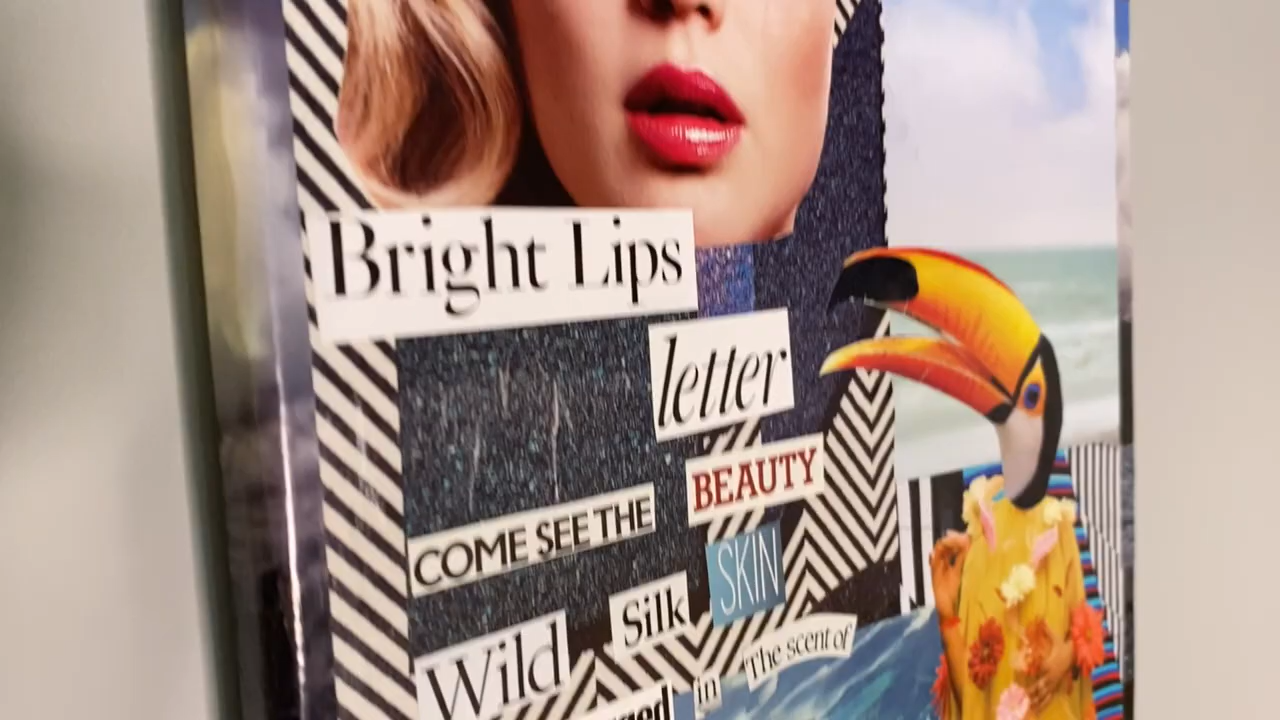 Bright Lips
letter
BEAUTY
COME SEE THE
SKIN
Silk
Wild
The scent of
in